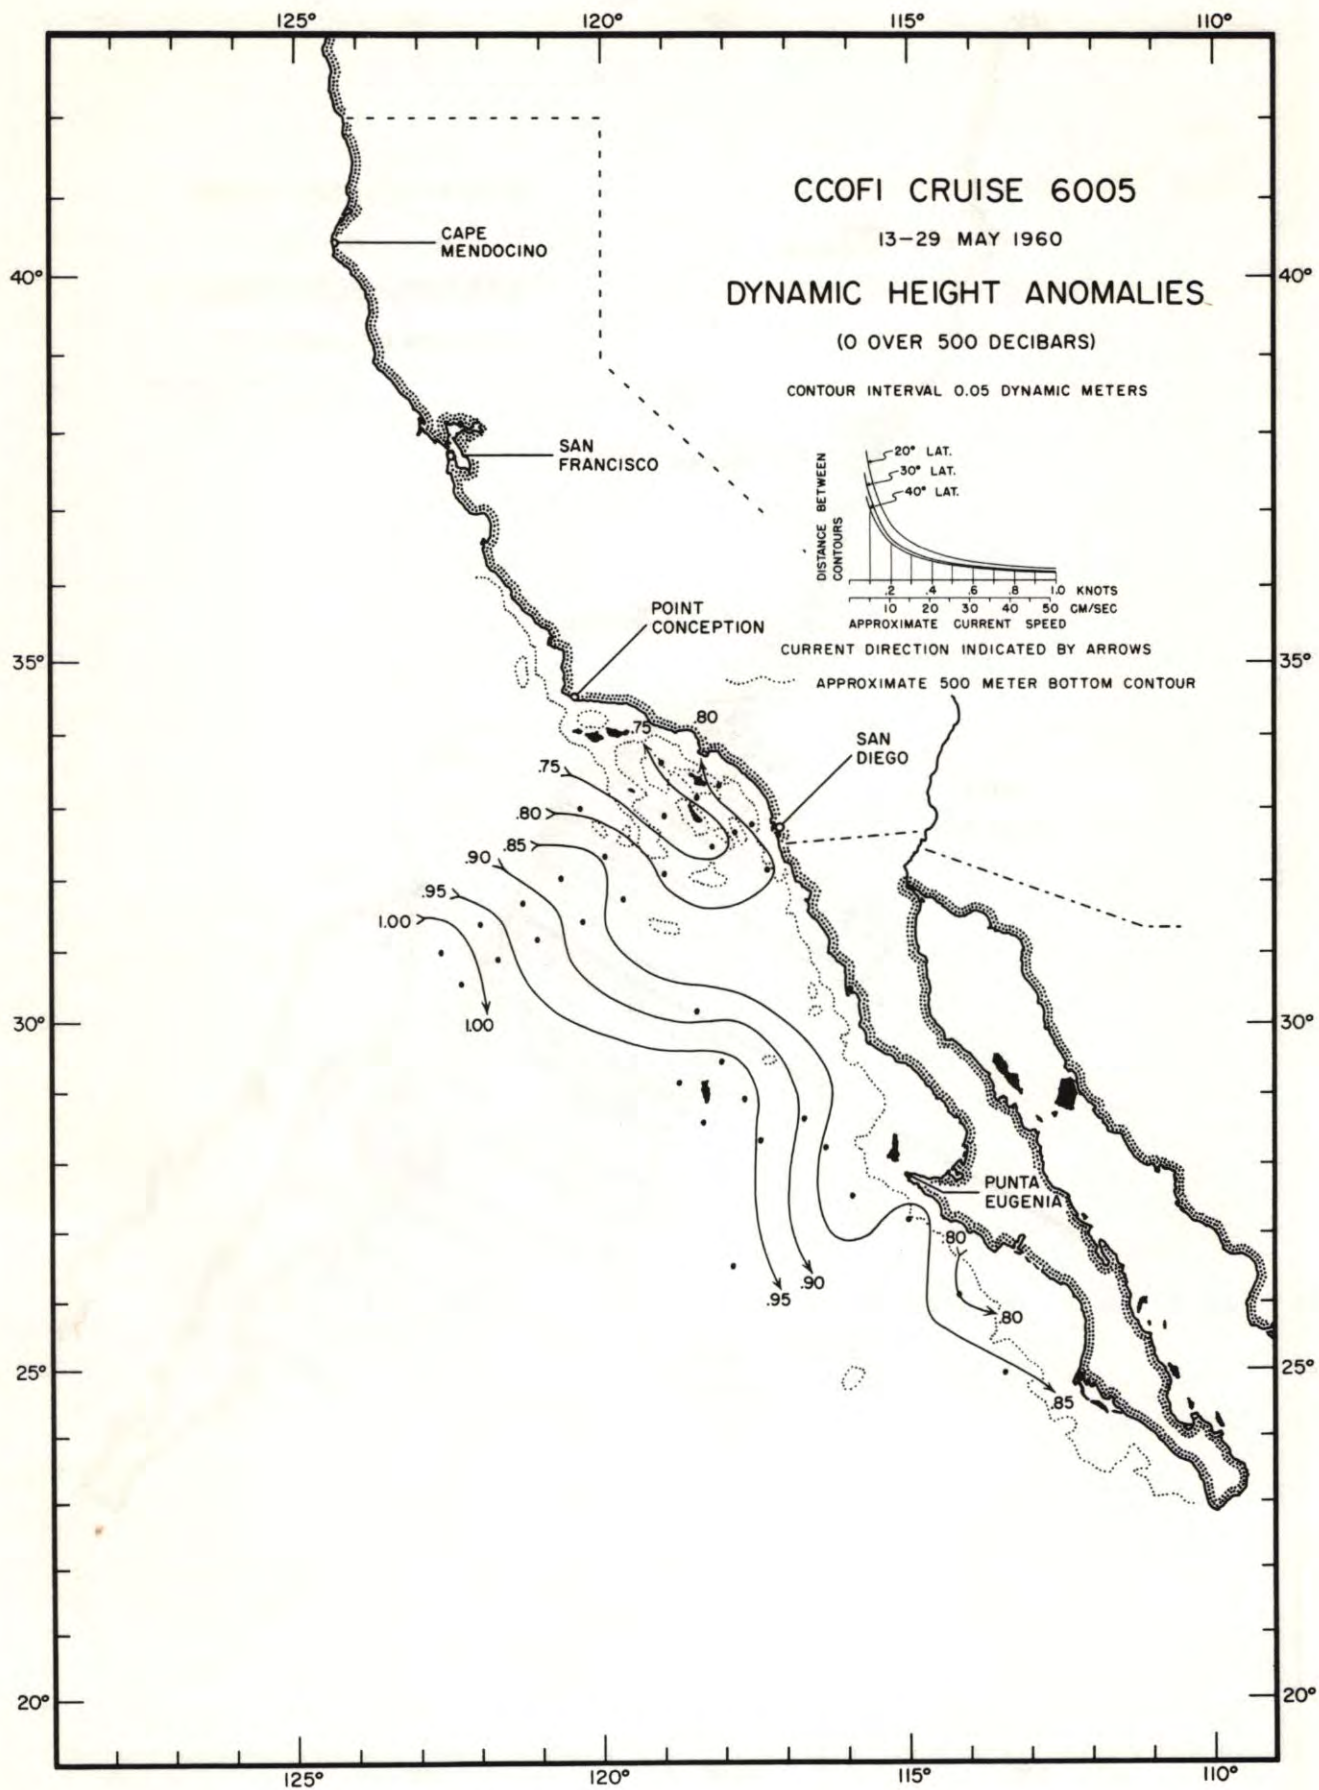 125° 120° 115° 110°
CCOFI CRUISE 6005
13-29 MAY 1960
DYNAMIC HEIGHT ANOMALIES
(0 OVER 500 DECIBARS)
CONTOUR INTERVAL 0.05 DYNAMIC METERS
CAPE
MENDOCINO
40° 40°
SAN
FRANCISCO
DISTANCE BETWEEN
CONTOURS
20° LAT.
30° LAT.
40° LAT.
.2 .4 .6 .8 1.0 KNOTS
10 20 30 40 50 CM/SEC
APPROXIMATE CURRENT SPEED
CURRENT DIRECTION INDICATED BY ARROWS
APPROXIMATE 500 METER BOTTOM CONTOUR
POINT
CONCEPTION
35° 35°
.75 .80
SAN
DIEGO
.75
.80
.85
.90
.95
1.00
1.00
30° 30°
PUNTA
EUGENIA
.80
.90
.95
.80
.85
25° 25°
20° 20°
125° 120° 115° 110°